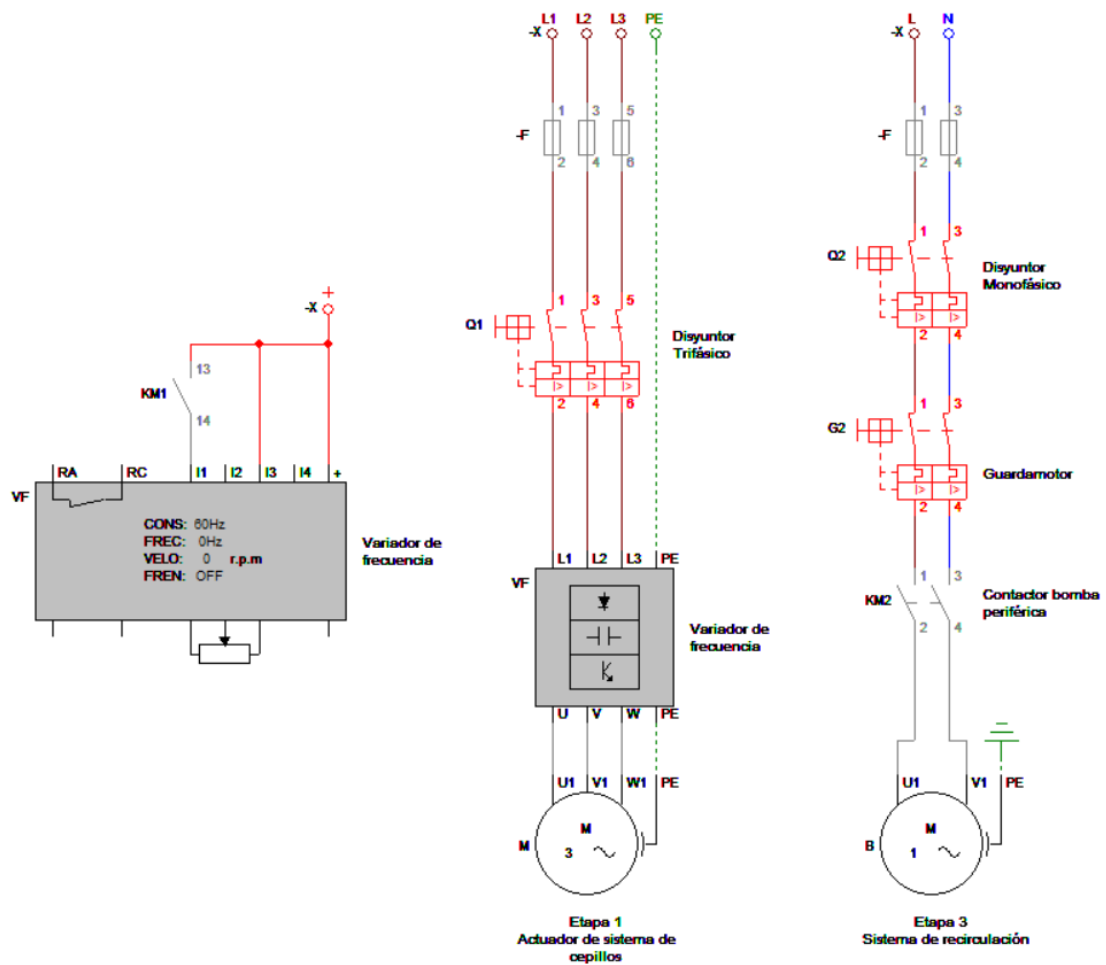 +
-X
13
KM1
14
RA RC I1 I2 I3 I4 +
VF
CONS: 60Hz
FREC: 0Hz
VELO: 0 r.p.m
FREN: OFF
Variador de
frecuencia
L1 L2 L3 PE
-X
1 3 5
-F
2 4 6
1 3 5
Q1
Disyuntor
Trifásico
I> I> I>
2 4 6
L1 L2 L3 PE
VF
Variador de
frecuencia
U V W PE
U1 V1 W1 PE
M
M
3
Etapa 1
Actuador de sistema de
cepillos
L N
-X
1 3
-F
2 4
1 3
Q2
Disyuntor
Monofásico
I> I>
2 4
1 3
G2
Guardamotor
I> I>
2 4
1 3
KM2
Contactor bomba
periférica
2 4
U1 V1 PE
M
B
1
Etapa 3
Sistema de recirculación